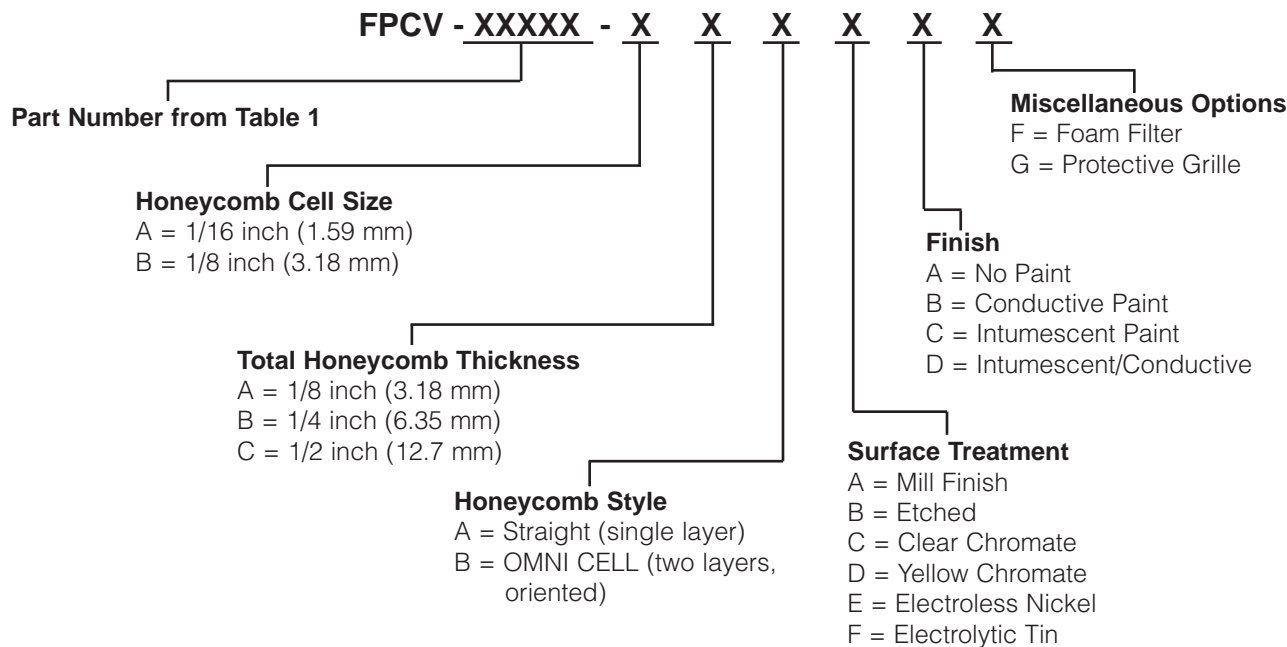 FPCV - XXXXX - X X X X X X
Part Number from Table 1
Honeycomb Cell Size
A = 1/16 inch (1.59 mm)
B = 1/8 inch (3.18 mm)
Total Honeycomb Thickness
A = 1/8 inch (3.18 mm)
B = 1/4 inch (6.35 mm)
C = 1/2 inch (12.7 mm)
Honeycomb Style
A = Straight (single layer)
B = OMNI CELL (two layers,
oriented)
Surface Treatment
A = Mill Finish
B = Etched
C = Clear Chromate
D = Yellow Chromate
E = Electroless Nickel
F = Electrolytic Tin
Finish
A = No Paint
B = Conductive Paint
C = Intumescent Paint
D = Intumescent/Conductive
Miscellaneous Options
F = Foam Filter
G = Protective Grille